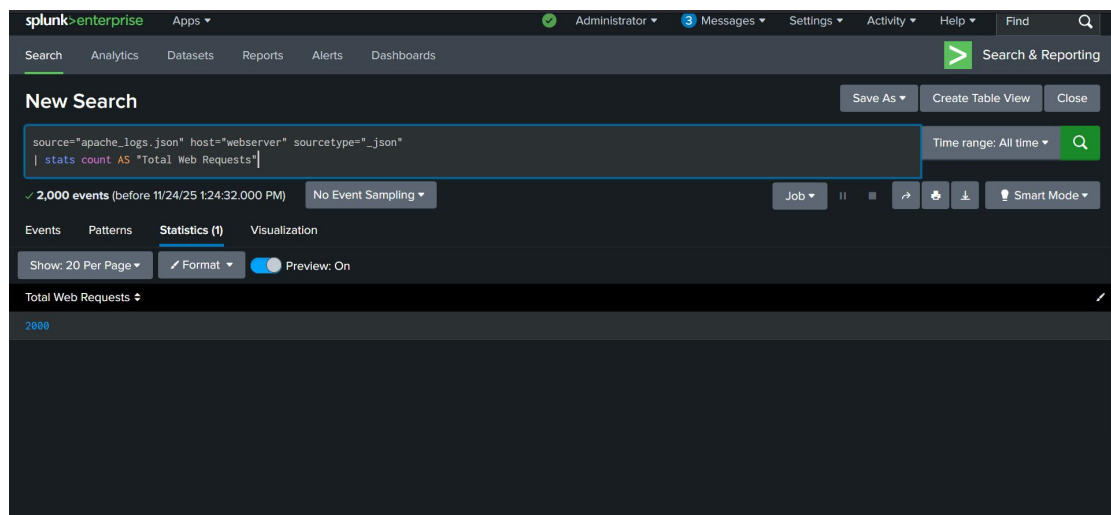 splunk>enterprise Apps Administrator 3 Messages Settings Activity Help Find
Search Analytics Datasets Reports Alerts Dashboards > Search & Reporting
New Search Save As Create Table View Close
source="apache_logs.json" host="webserver" sourcetype="_json" Time range: All time
| stats count AS "Total Web Requests"
✓ 2,000 events (before 11/24/25 1:24:32.000 PM) No Event Sampling Job Smart Mode
Events Patterns Statistics (1) Visualization
Show: 20 Per Page Format Preview: On
Total Web Requests
2000